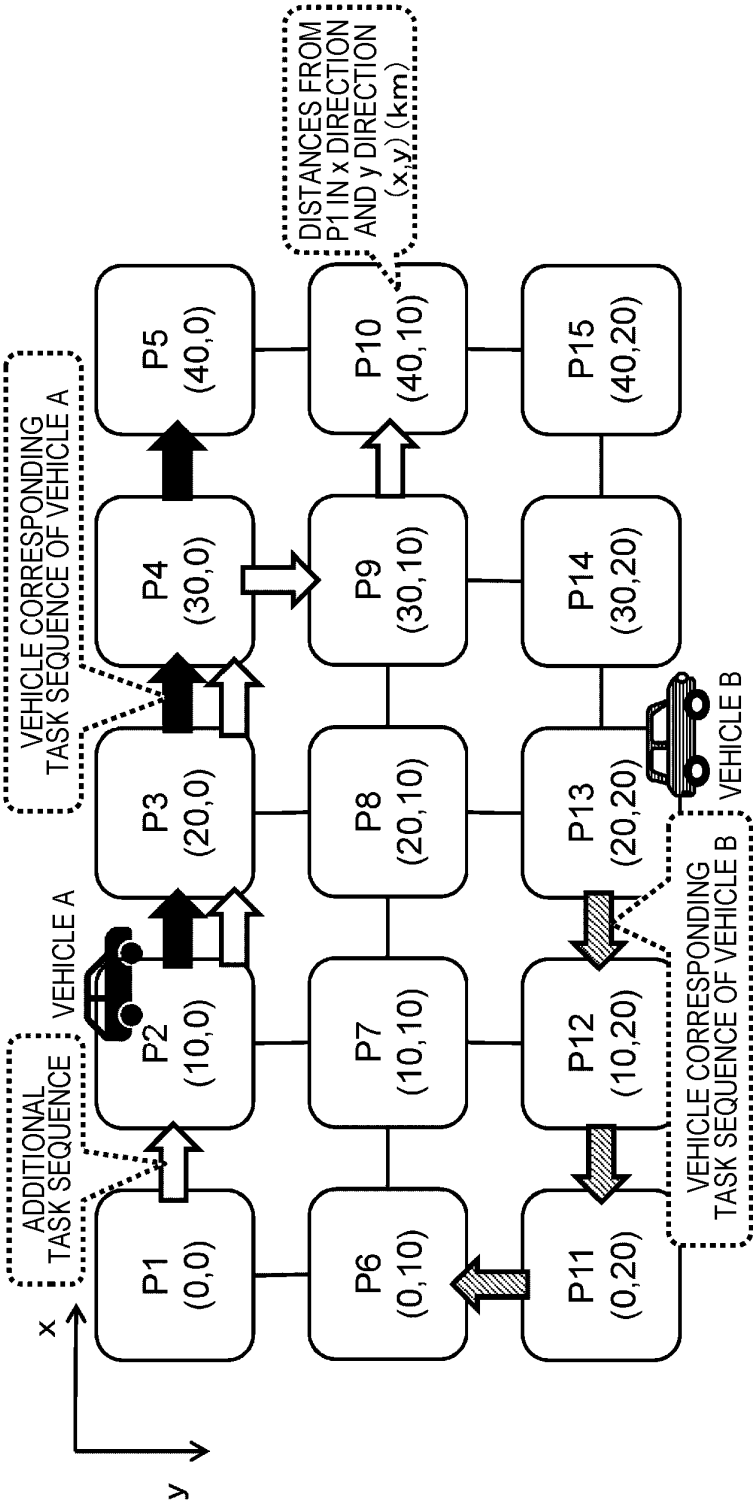 ADDITIONAL
TASK SEQUENCE
VEHICLE A
VEHICLE CORRESPONDING
TASK SEQUENCE OF VEHICLE A
x
y
P1
(0,0)
P2
(10,0)
P3
(20,0)
P4
(30,0)
P5
(40,0)
DISTANCES FROM
P1 IN x DIRECTION
AND y DIRECTION
(x,y) (km)
P6
(0,10)
P7
(10,10)
P8
(20,10)
P9
(30,10)
P10
(40,10)
P11
(0,20)
P12
(10,20)
P13
(20,20)
P14
(30,20)
P15
(40,20)
VEHICLE CORRESPONDING
TASK SEQUENCE OF VEHICLE B
VEHICLE B